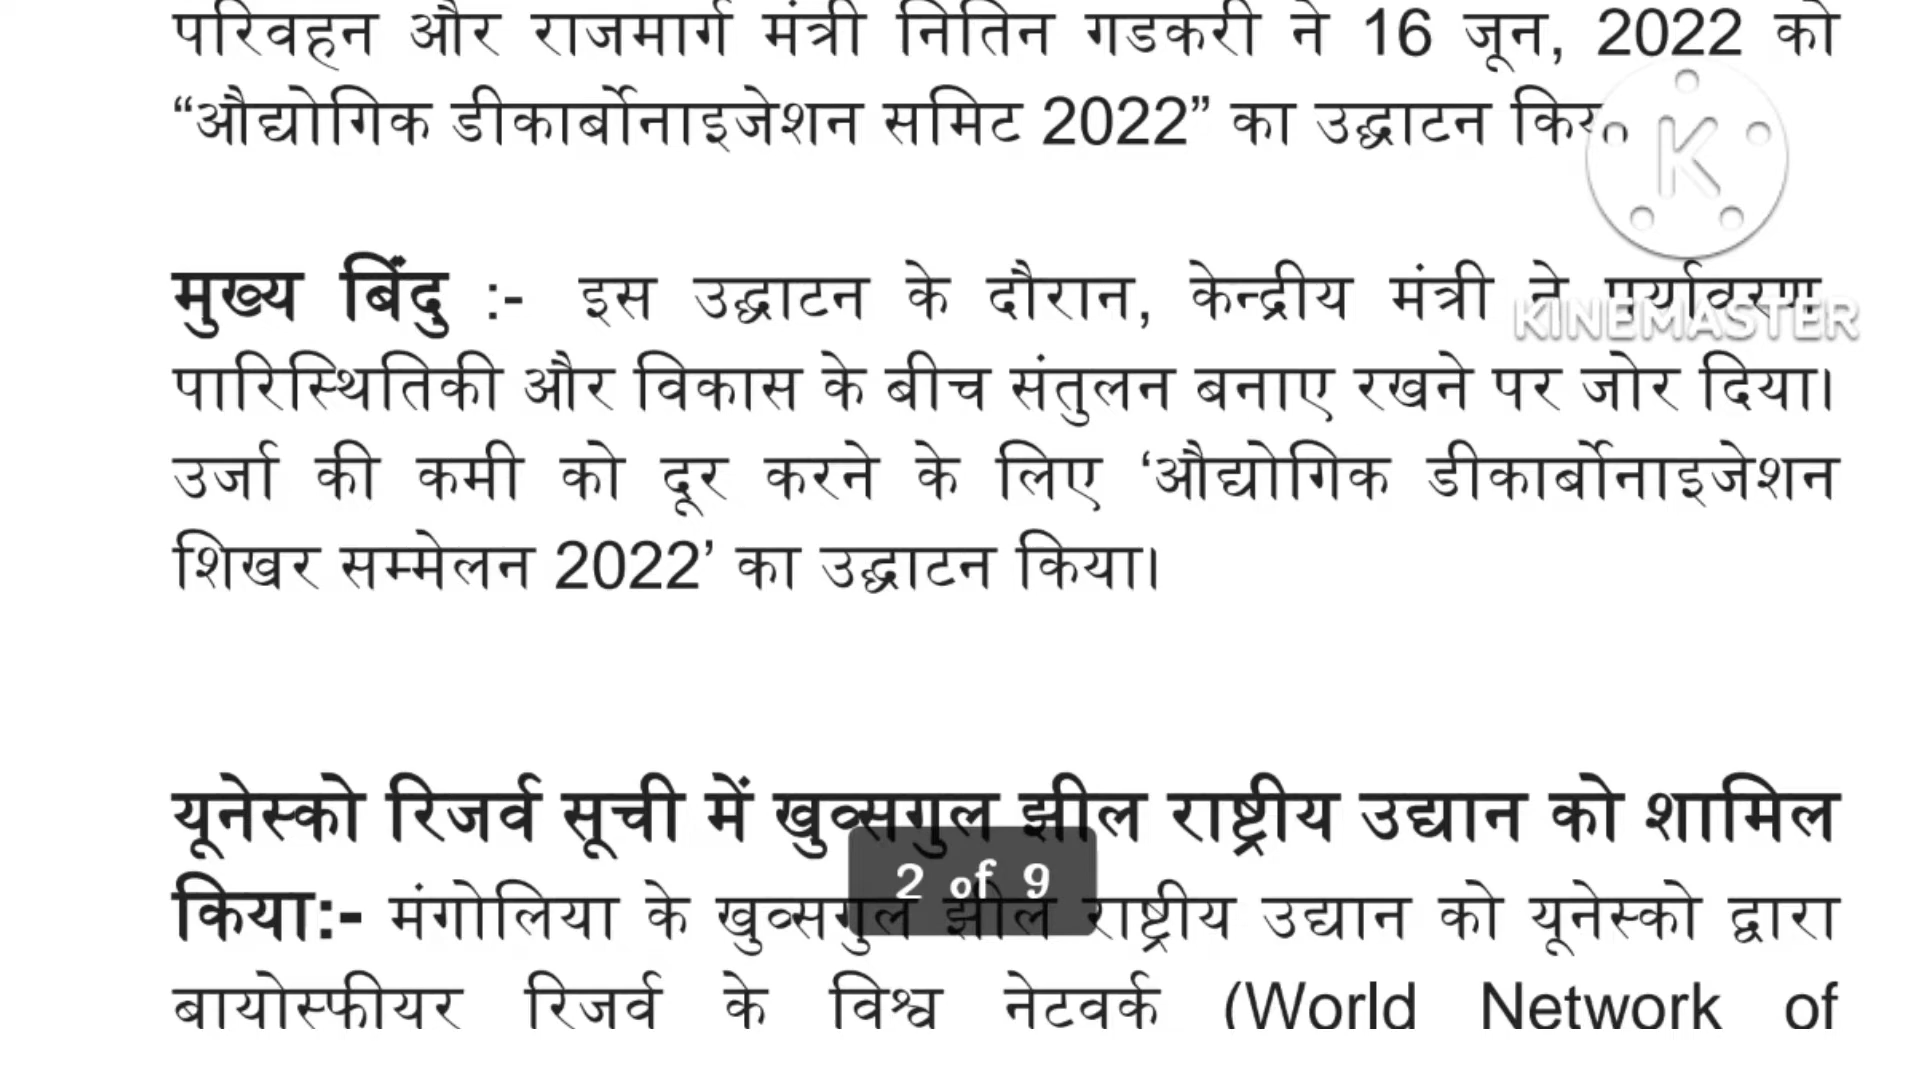 परिवहन और राजमार्ग मंत्री नितिन गडकरी ने 16 जून, 2022 को
“औद्योगिक डीकार्बोनाइजेशन समिट 2022” का उद्घाटन किया
मुख्य बिंदु :- इस उद्घाटन के दौरान, केन्द्रीय मंत्री ने पर्यावरण
KINEMASTER
पारिस्थितिकी और विकास के बीच संतुलन बनाए रखने पर जोर दिया।
उर्जा की कमी को दूर करने के लिए ‘औद्योगिक डीकार्बोनाइजेशन
शिखर सम्मेलन 2022’ का उद्घाटन किया।
यूनेस्को रिजर्व सूची में खुव्सगुल झील राष्ट्रीय उद्यान को शामिल
2 of 9
किया:- मंगोलिया के खुव्सगुल झील राष्ट्रीय उद्यान को यूनेस्को द्वारा
बायोस्फीयर रिजर्व के विश्व नेटवर्क (World Network of